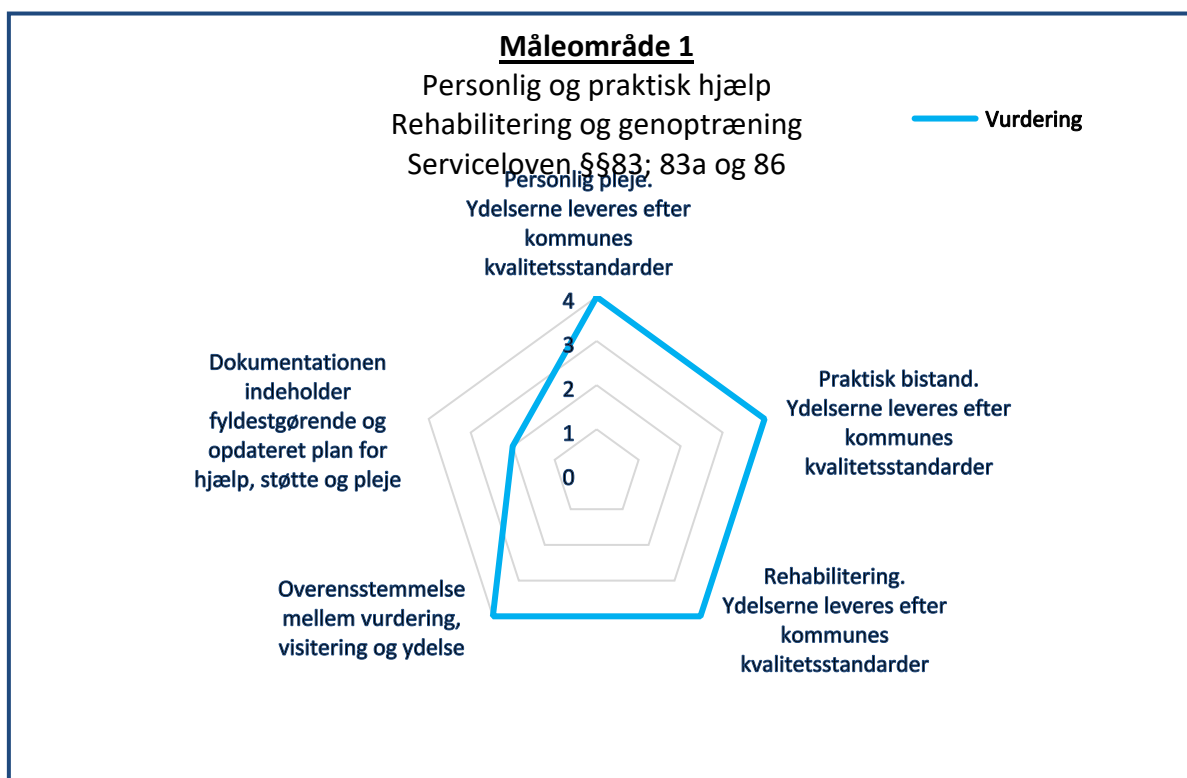 Måleområde 1
Personlig og praktisk hjælp
Rehabilitering og genoptræning
Serviceloven §§83; 83a og 86
Vurdering
Personlig pleje.
Ydelserne leveres efter
kommunes
kvalitetsstandarder
4
3
2
1
0
Praktisk bistand.
Ydelserne leveres efter
kommunes
kvalitetsstandarder
Rehabilitering.
Ydelserne leveres efter
kommunes
kvalitetsstandarder
Overensstemmelse
mellem vurdering,
visitering og ydelse
Dokumentationen
indeholder
fyldestgørende og
opdateret plan for
hjælp, støtte og pleje